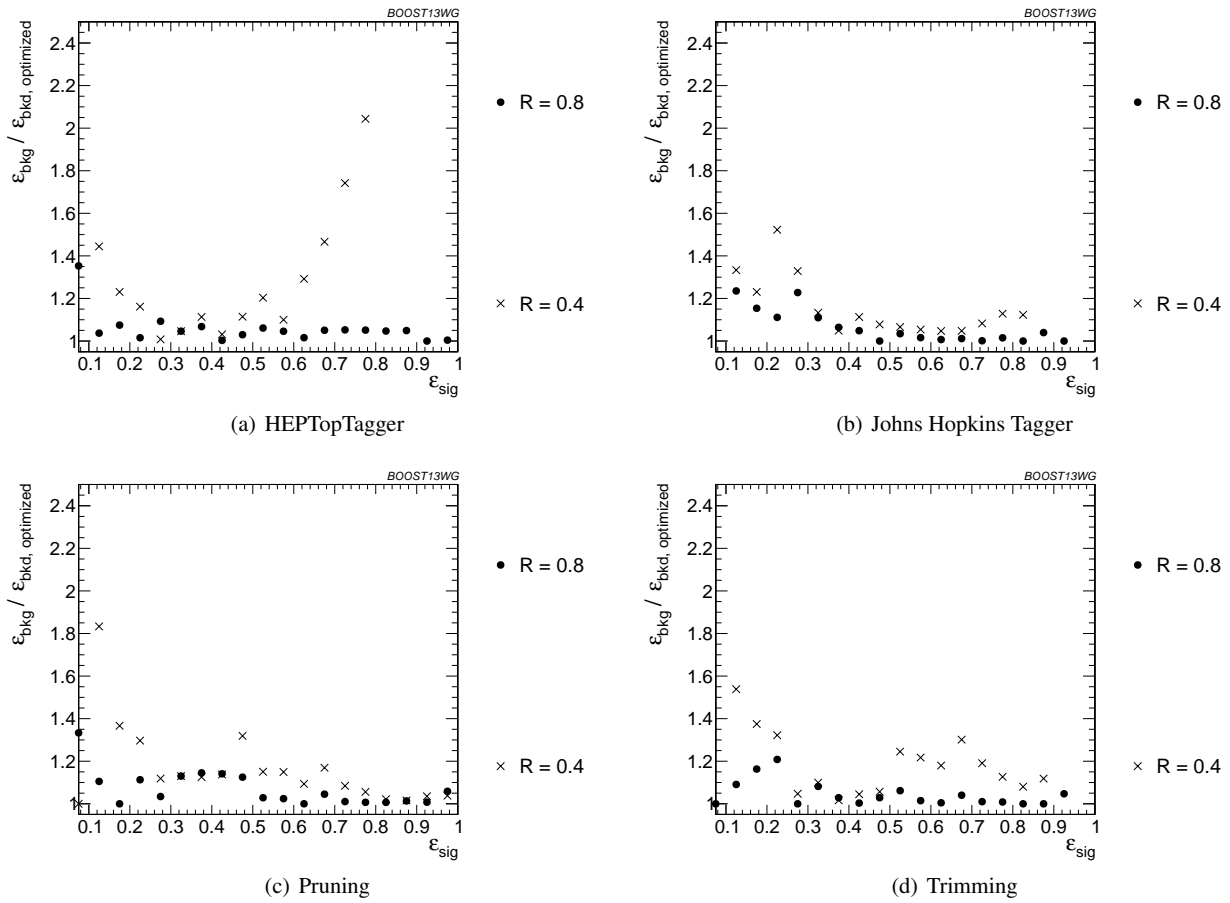 BOOST13WG
ε_bkg / ε_bkd, optimized
2.4
2.2
2
1.8
1.6
1.4
1.2
1
0.1 0.2 0.3 0.4 0.5 0.6 0.7 0.8 0.9 1
ε_sig
R = 0.8
R = 0.4
(a) HEPTopTagger
BOOST13WG
ε_bkg / ε_bkd, optimized
2.4
2.2
2
1.8
1.6
1.4
1.2
1
0.1 0.2 0.3 0.4 0.5 0.6 0.7 0.8 0.9 1
ε_sig
R = 0.8
R = 0.4
(b) Johns Hopkins Tagger
BOOST13WG
ε_bkg / ε_bkd, optimized
2.4
2.2
2
1.8
1.6
1.4
1.2
1
0.1 0.2 0.3 0.4 0.5 0.6 0.7 0.8 0.9 1
ε_sig
R = 0.8
R = 0.4
(c) Pruning
BOOST13WG
ε_bkg / ε_bkd, optimized
2.4
2.2
2
1.8
1.6
1.4
1.2
1
0.1 0.2 0.3 0.4 0.5 0.6 0.7 0.8 0.9 1
ε_sig
R = 0.8
R = 0.4
(d) Trimming